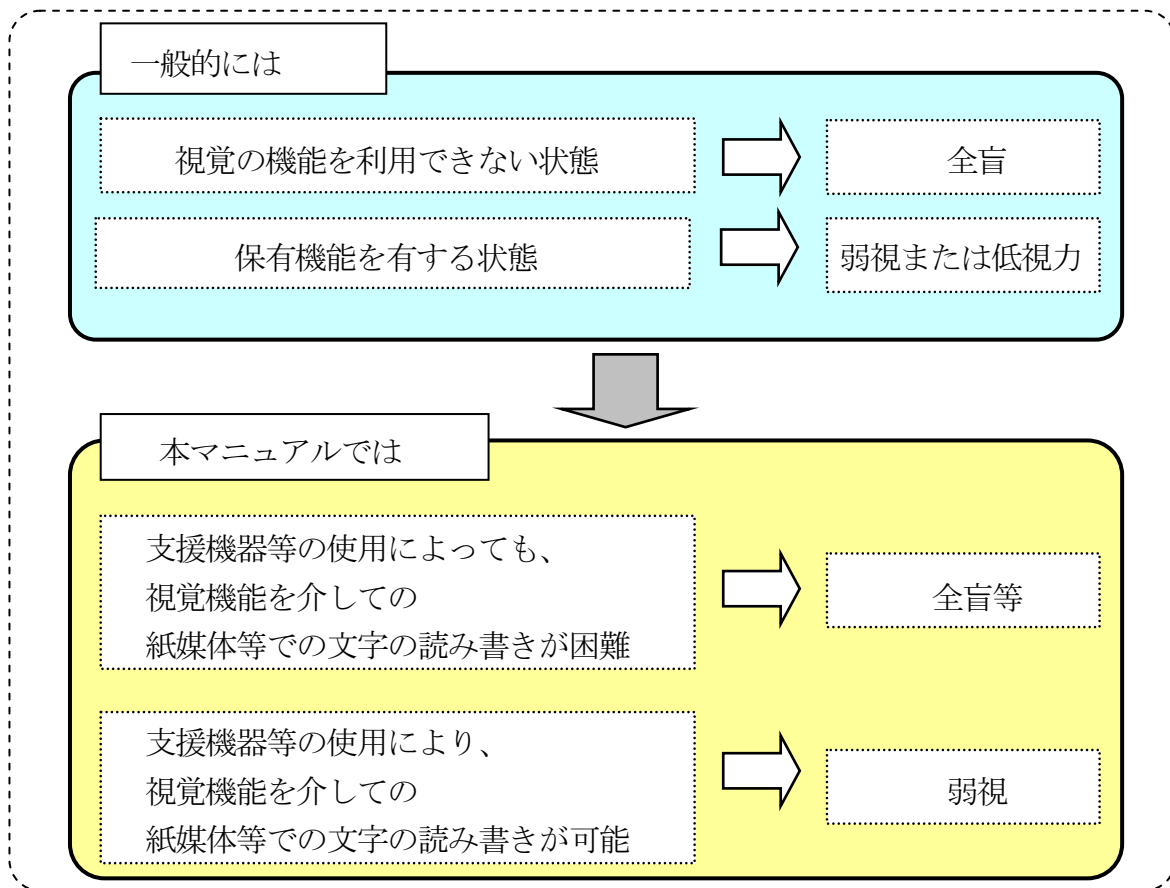 一般的には
視覚の機能を利用できない状態
全盲
保有機能を有する状態
弱視または低視力
本マニュアルでは
支援機器等の使用によっても、
視覚機能を介しての
紙媒体等での文字の読み書きが困難
全盲等
支援機器等の使用により、
視覚機能を介しての
紙媒体等での文字の読み書きが可能
弱視